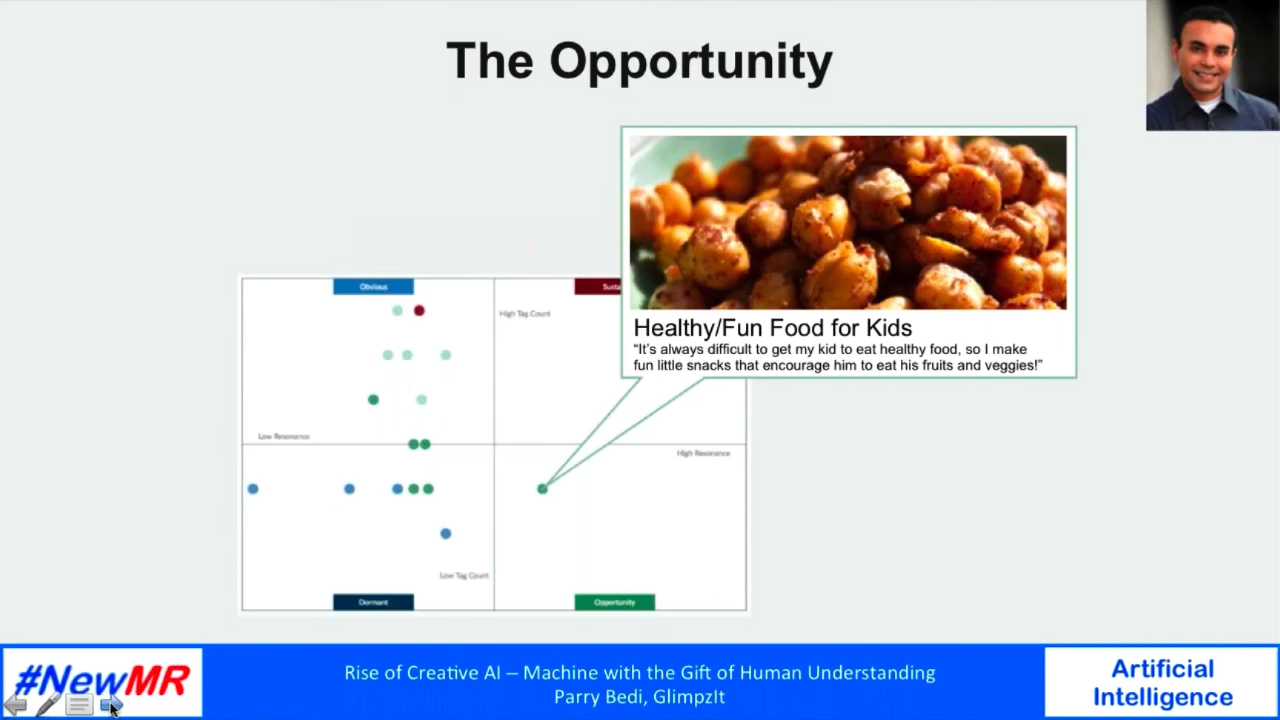 The Opportunity
Healthy/Fun Food for Kids
“It’s always difficult to get my kid to eat healthy food, so I make
fun little snacks that encourage him to eat his fruits and veggies!”
Obvious
High Tag Count
Low Resonance
High Resonance
Low Tag Count
Dormant
Opportunity
#NewMR
Rise of Creative AI – Machine with the Gift of Human Understanding
Parry Bedi, GlimpzIt
Artificial
Intelligence